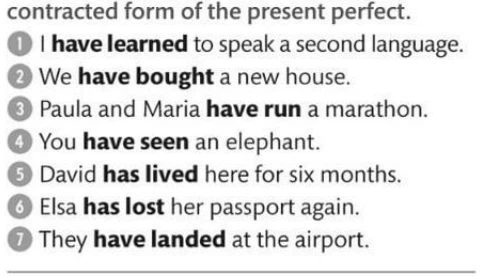 contracted form of the present perfect.
1 I have learned to speak a second language.
2 We have bought a new house.
3 Paula and Maria have run a marathon.
4 You have seen an elephant.
5 David has lived here for six months.
6 Elsa has lost her passport again.
7 They have landed at the airport.